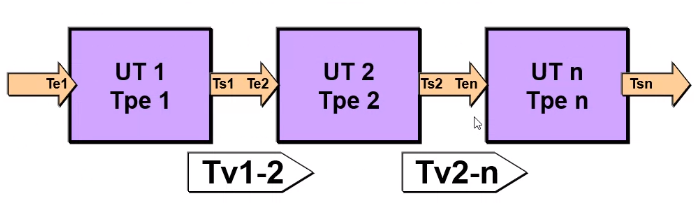 UT 1
Tpe 1
UT 2
Tpe 2
UT n
Tpe n
Te1
Ts1 Te2
Ts2 Ten
Tsn
Tv1-2
Tv2-n